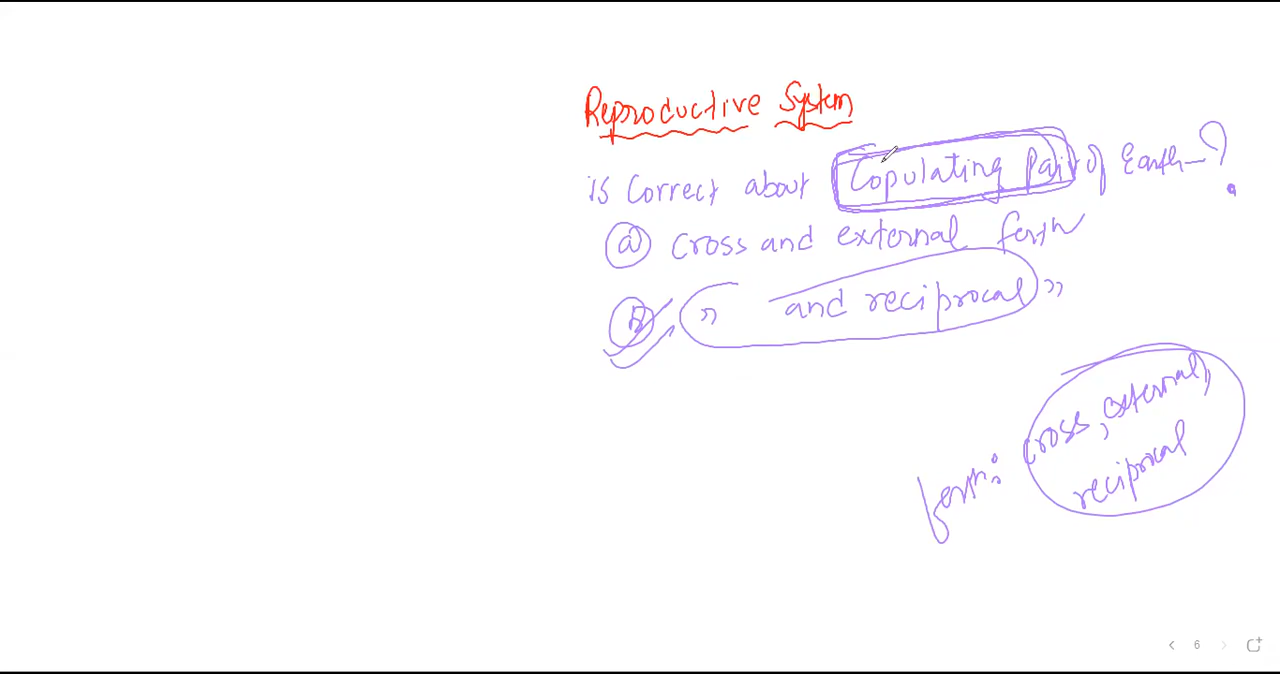 Reproductive System
is correct about Copulating Pair of Earth-?
(a) cross and external fertn
(b) " and reciprocal "
fertn: cross, external,
reciprocal
6